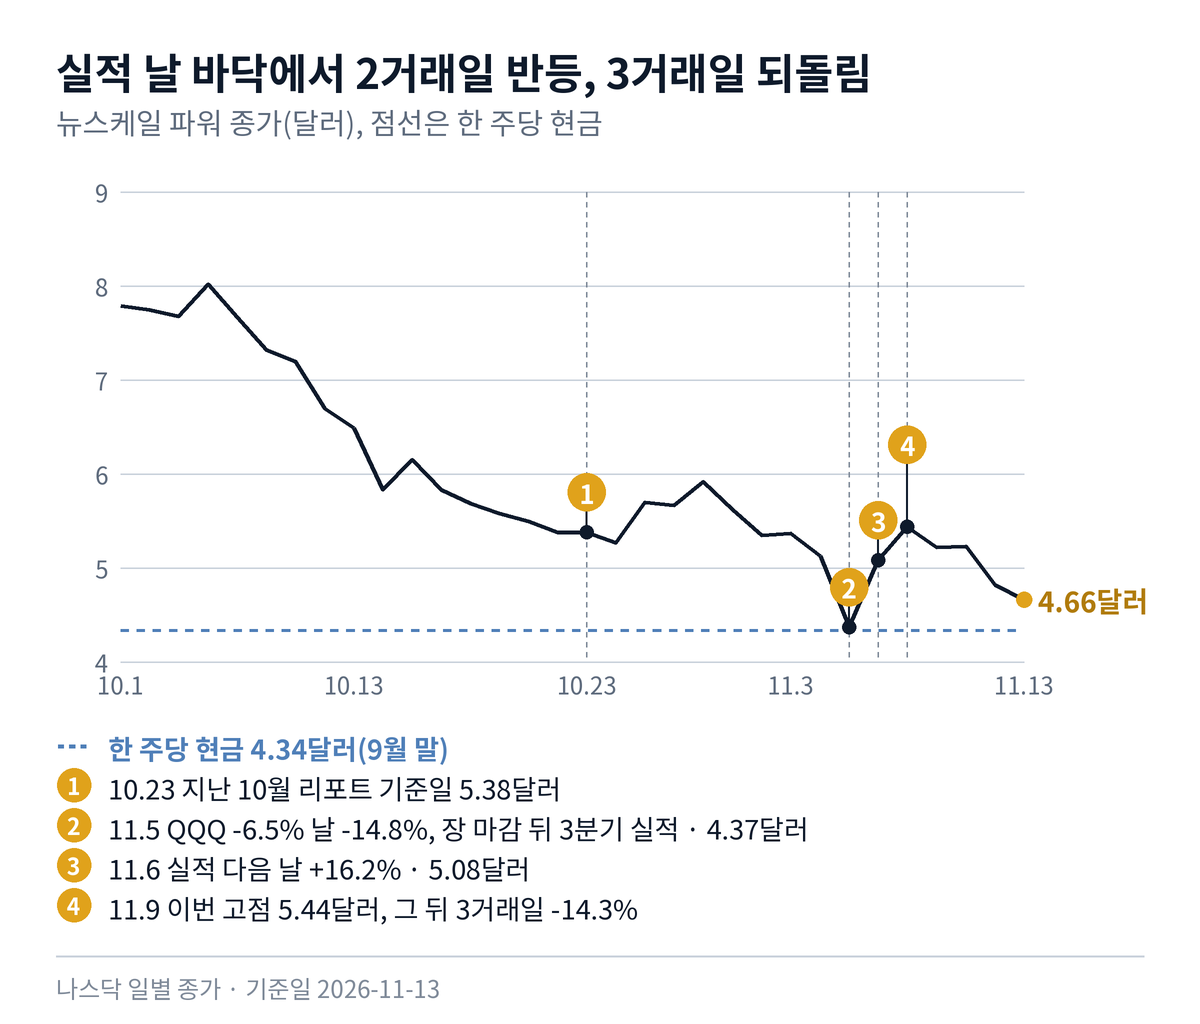 실적 날 바닥에서 2거래일 반등, 3거래일 되돌림
뉴스케일 파워 종가(달러), 점선은 한 주당 현금
9
8
7
6
5
4
1
2
3
4
4.66달러
10.1
10.13
10.23
11.3
11.13
한 주당 현금 4.34달러(9월 말)
1 10.23 지난 10월 리포트 기준일 5.38달러
2 11.5 QQQ -6.5% 날 -14.8%, 장 마감 뒤 3분기 실적 · 4.37달러
3 11.6 실적 다음 날 +16.2% · 5.08달러
4 11.9 이번 고점 5.44달러, 그 뒤 3거래일 -14.3%
나스닥 일별 종가 · 기준일 2026-11-13